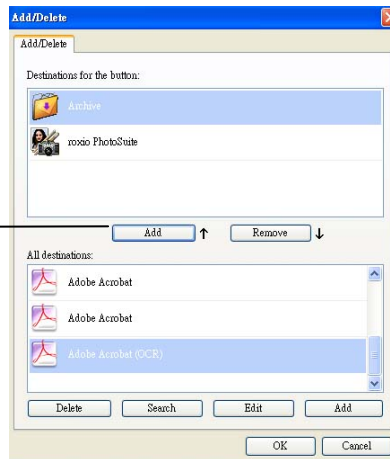 Add/Delete
Add/Delete
Destinations for the button:
Archive
roxio PhotoSuite
Add ↑ Remove ↓
All destinations:
Adobe Acrobat
Adobe Acrobat
Adobe Acrobat (OCR)
Delete Search Edit Add
OK Cancel